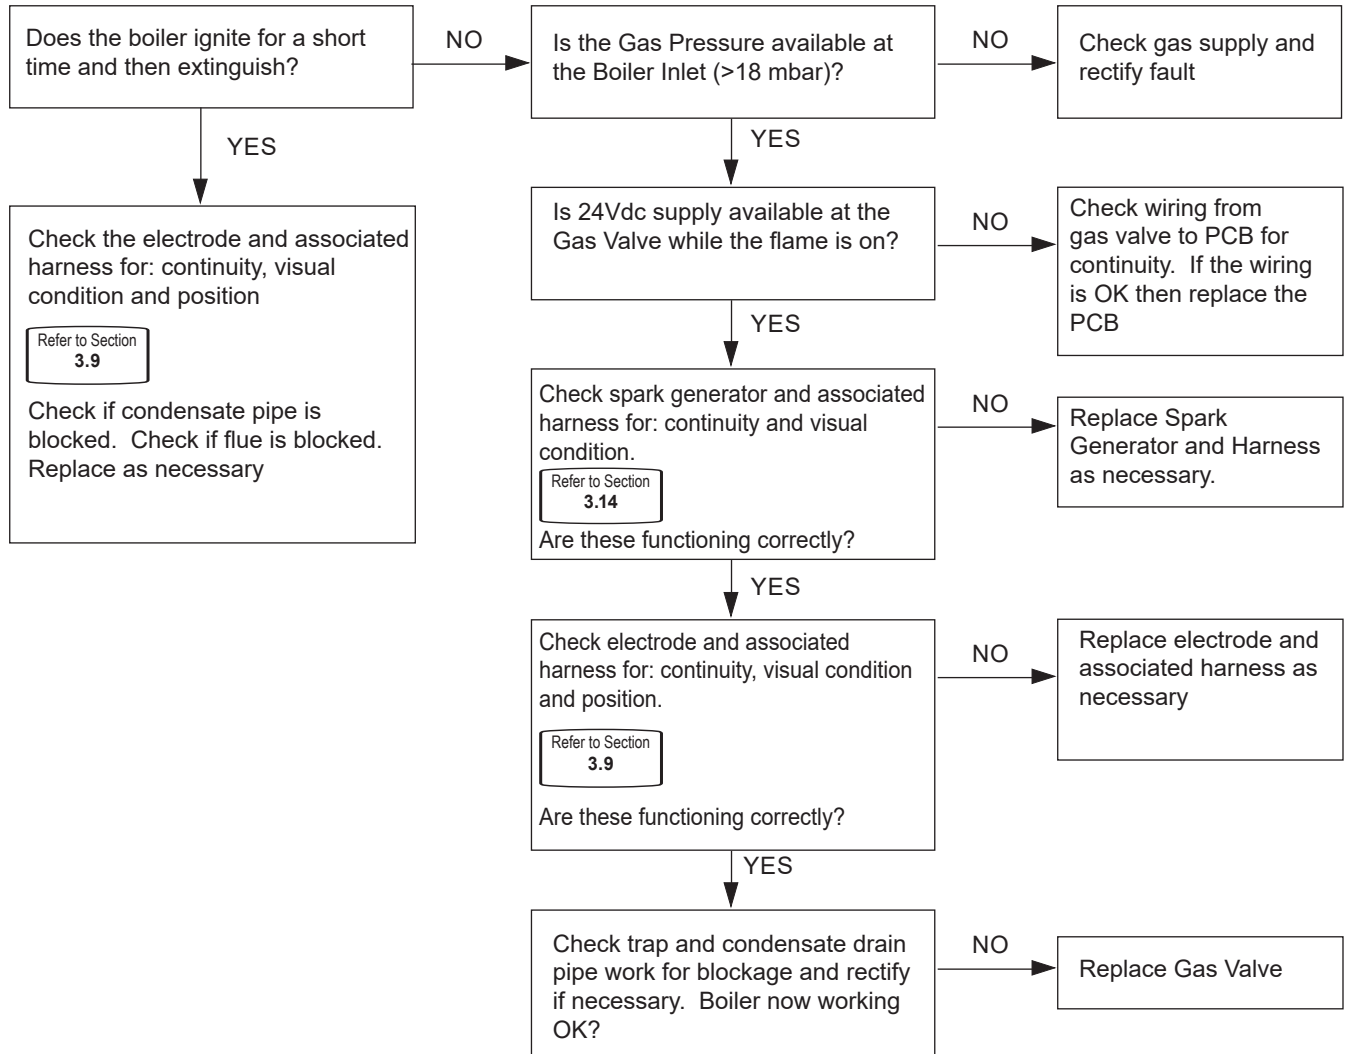 Does the boiler ignite for a short
time and then extinguish?
NO
Is the Gas Pressure available at
the Boiler Inlet (>18 mbar)?
NO
Check gas supply and
rectify fault
YES
YES
Check the electrode and associated
harness for: continuity, visual
condition and position
Refer to Section
3.9
Check if condensate pipe is
blocked.  Check if flue is blocked.
Replace as necessary
Is 24Vdc supply available at the
Gas Valve while the flame is on?
NO
Check wiring from
gas valve to PCB for
continuity.  If the wiring
is OK then replace the
PCB
YES
Check spark generator and associated
harness for: continuity and visual
condition.
Refer to Section
3.14
Are these functioning correctly?
NO
Replace Spark
Generator and Harness
as necessary.
YES
Check electrode and associated
harness for: continuity, visual condition
and position.
Refer to Section
3.9
Are these functioning correctly?
NO
Replace electrode and
associated harness as
necessary
YES
Check trap and condensate drain
pipe work for blockage and rectify
if necessary.  Boiler now working
OK?
NO
Replace Gas Valve